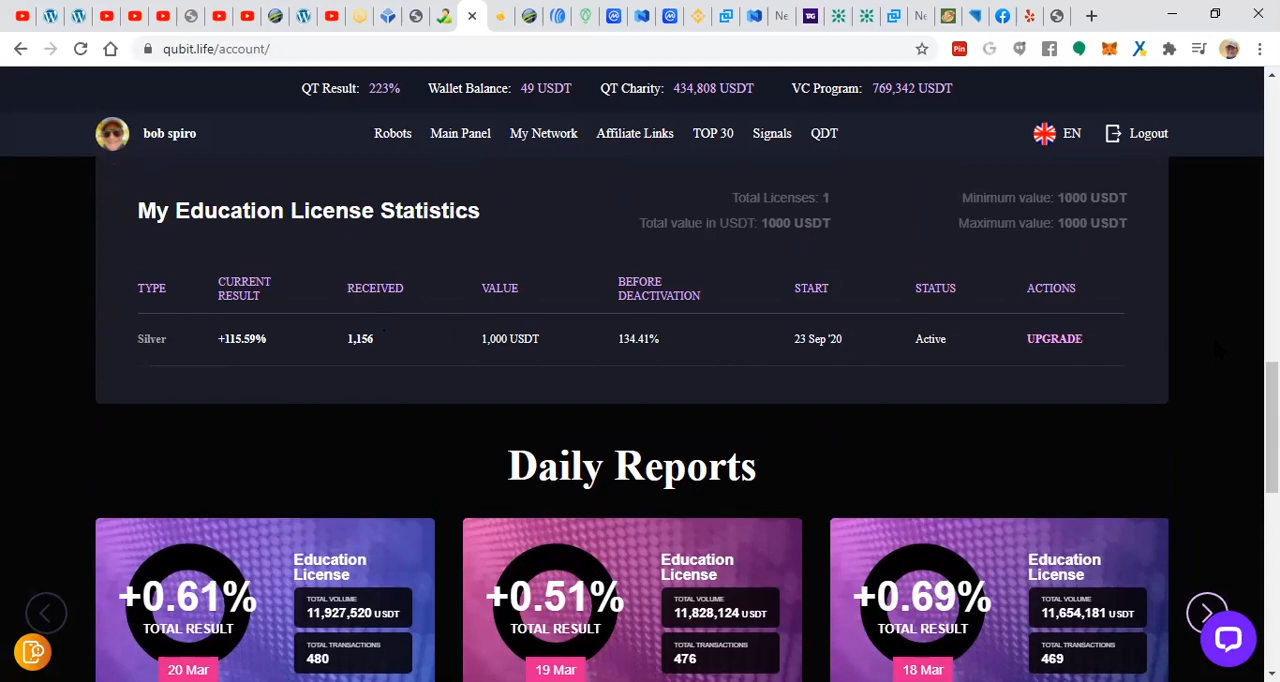 qubit.life/account/
QT Result: 223% Wallet Balance: 49 USDT QT Charity: 434,808 USDT VC Program: 769,342 USDT
bob spiro Robots Main Panel My Network Affiliate Links TOP 30 Signals QDT EN Logout
My Education License Statistics
Total Licenses: 1 Minimum value: 1000 USDT
Total value in USDT: 1000 USDT Maximum value: 1000 USDT
TYPE CURRENT RECEIVED VALUE BEFORE START STATUS ACTIONS
RESULT DEACTIVATION
Silver +115.59% 1,156 1,000 USDT 134.41% 23 Sep '20 Active UPGRADE
Daily Reports
+0.61%
TOTAL RESULT
20 Mar
Education
License
TOTAL VOLUME
11,927,520 USDT
TOTAL TRANSACTIONS
480
+0.51%
TOTAL RESULT
19 Mar
Education
License
TOTAL VOLUME
11,828,124 USDT
TOTAL TRANSACTIONS
476
+0.69%
TOTAL RESULT
18 Mar
Education
License
TOTAL VOLUME
11,654,181 USDT
TOTAL TRANSACTIONS
469